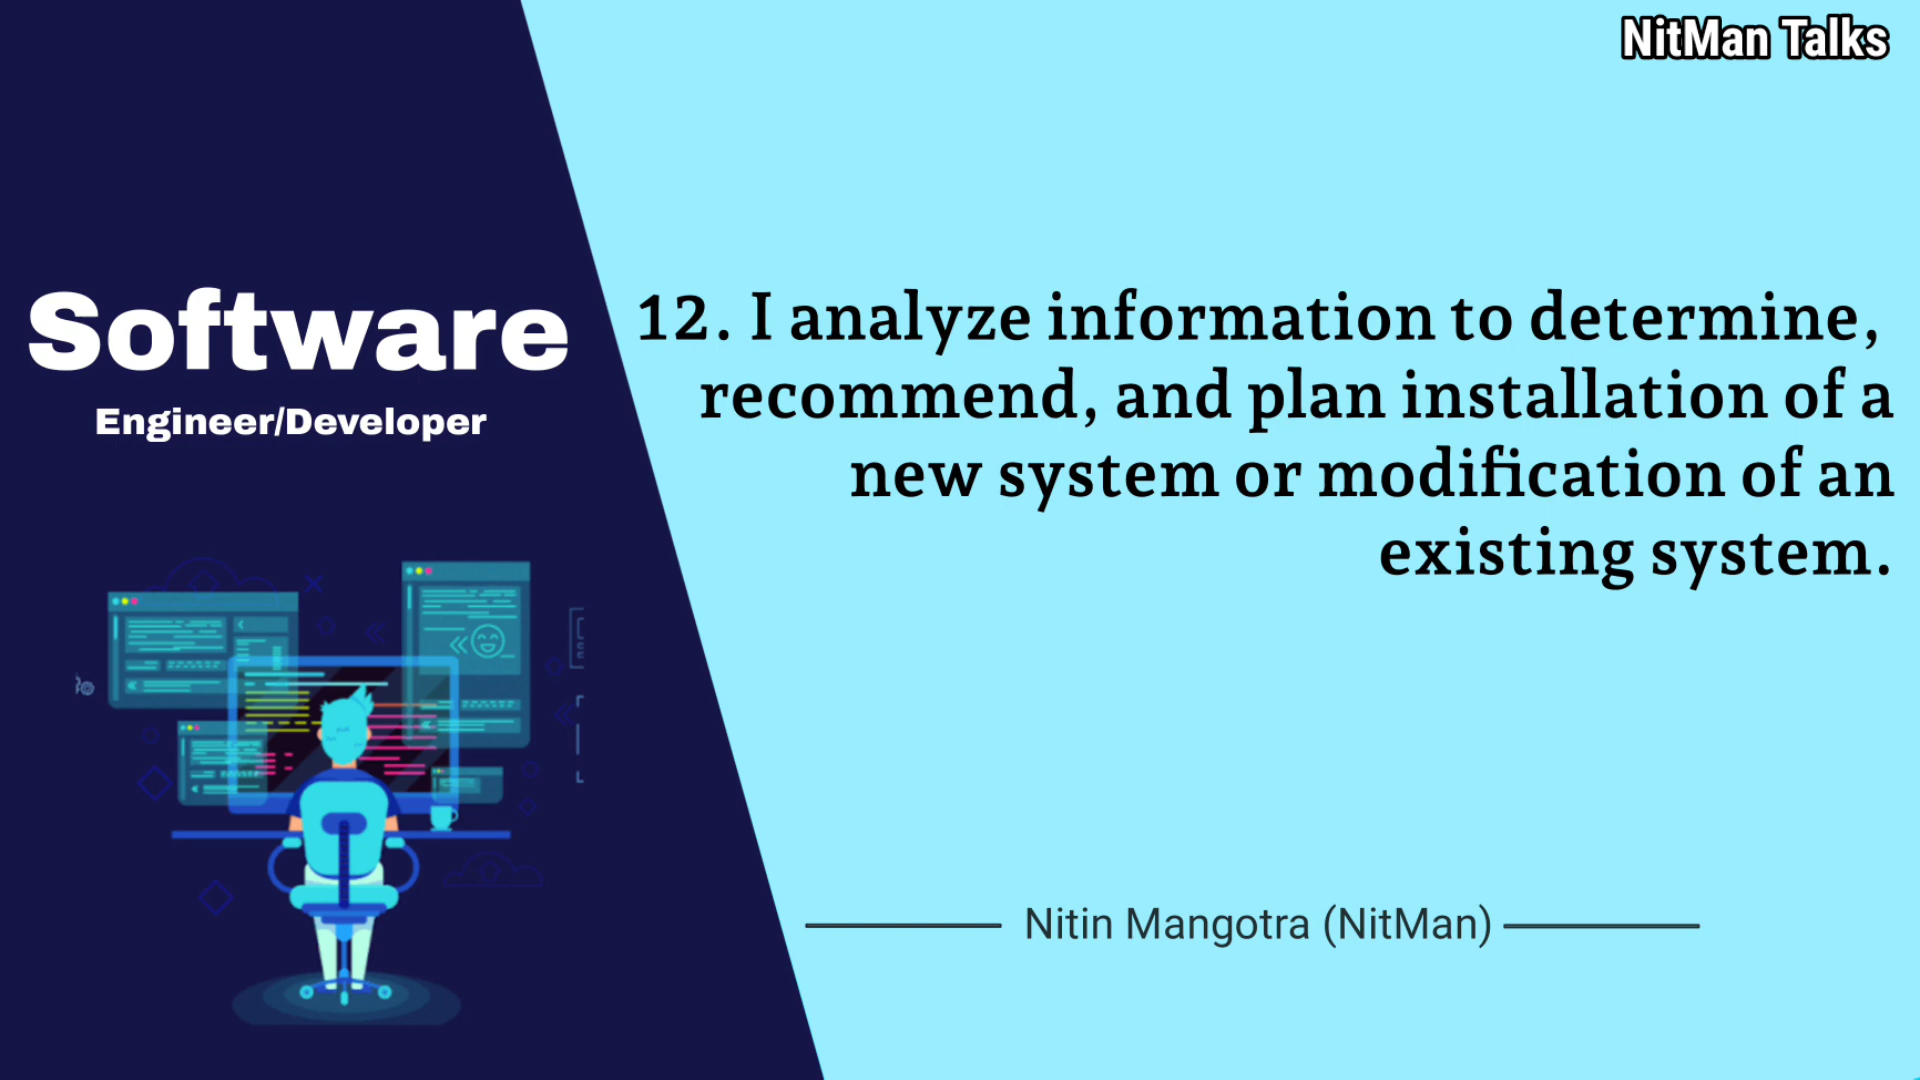 NitMan Talks
Software
Engineer/Developer
12. I analyze information to determine,
recommend, and plan installation of a
new system or modification of an
existing system.
Nitin Mangotra (NitMan)